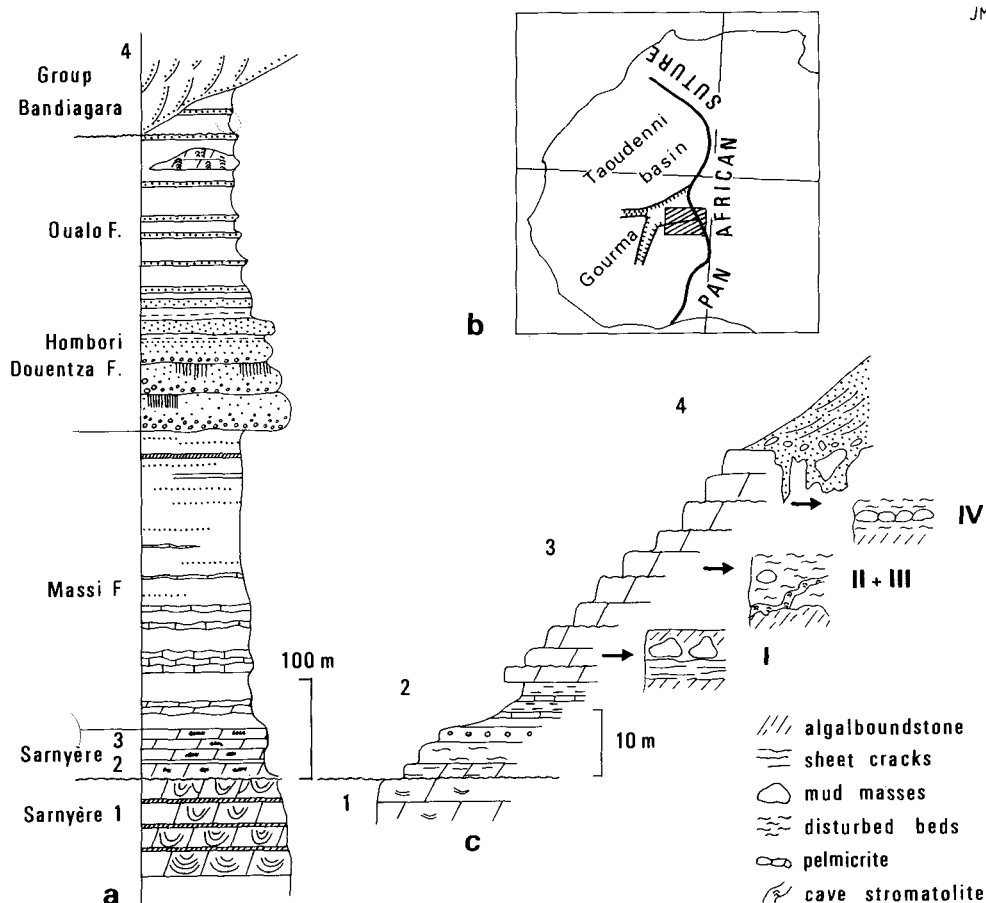 JM
4
Group
Bandiagara
Oualo F.
Hombori
Douentza F.
Massi F
100 m
3
Sarnyère
2
Sarnyère 1
a
SUTURE
Taoudenni
basin
AFRICAN
Gourma
PAN
b
4
IV
3
II + III
I
2
10 m
1
c
algalboundstone
sheet cracks
mud masses
disturbed beds
pelmicrite
cave stromatolite